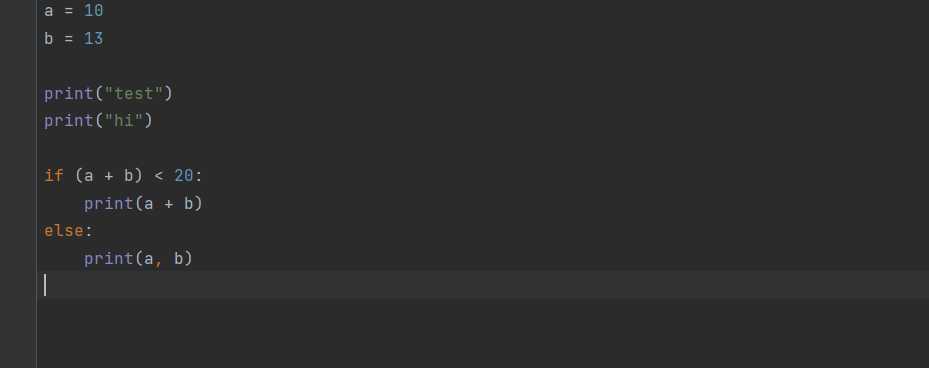 a = 10
b = 13
print("test")
print("hi")
if (a + b) < 20:
    print(a + b)
else:
    print(a, b)